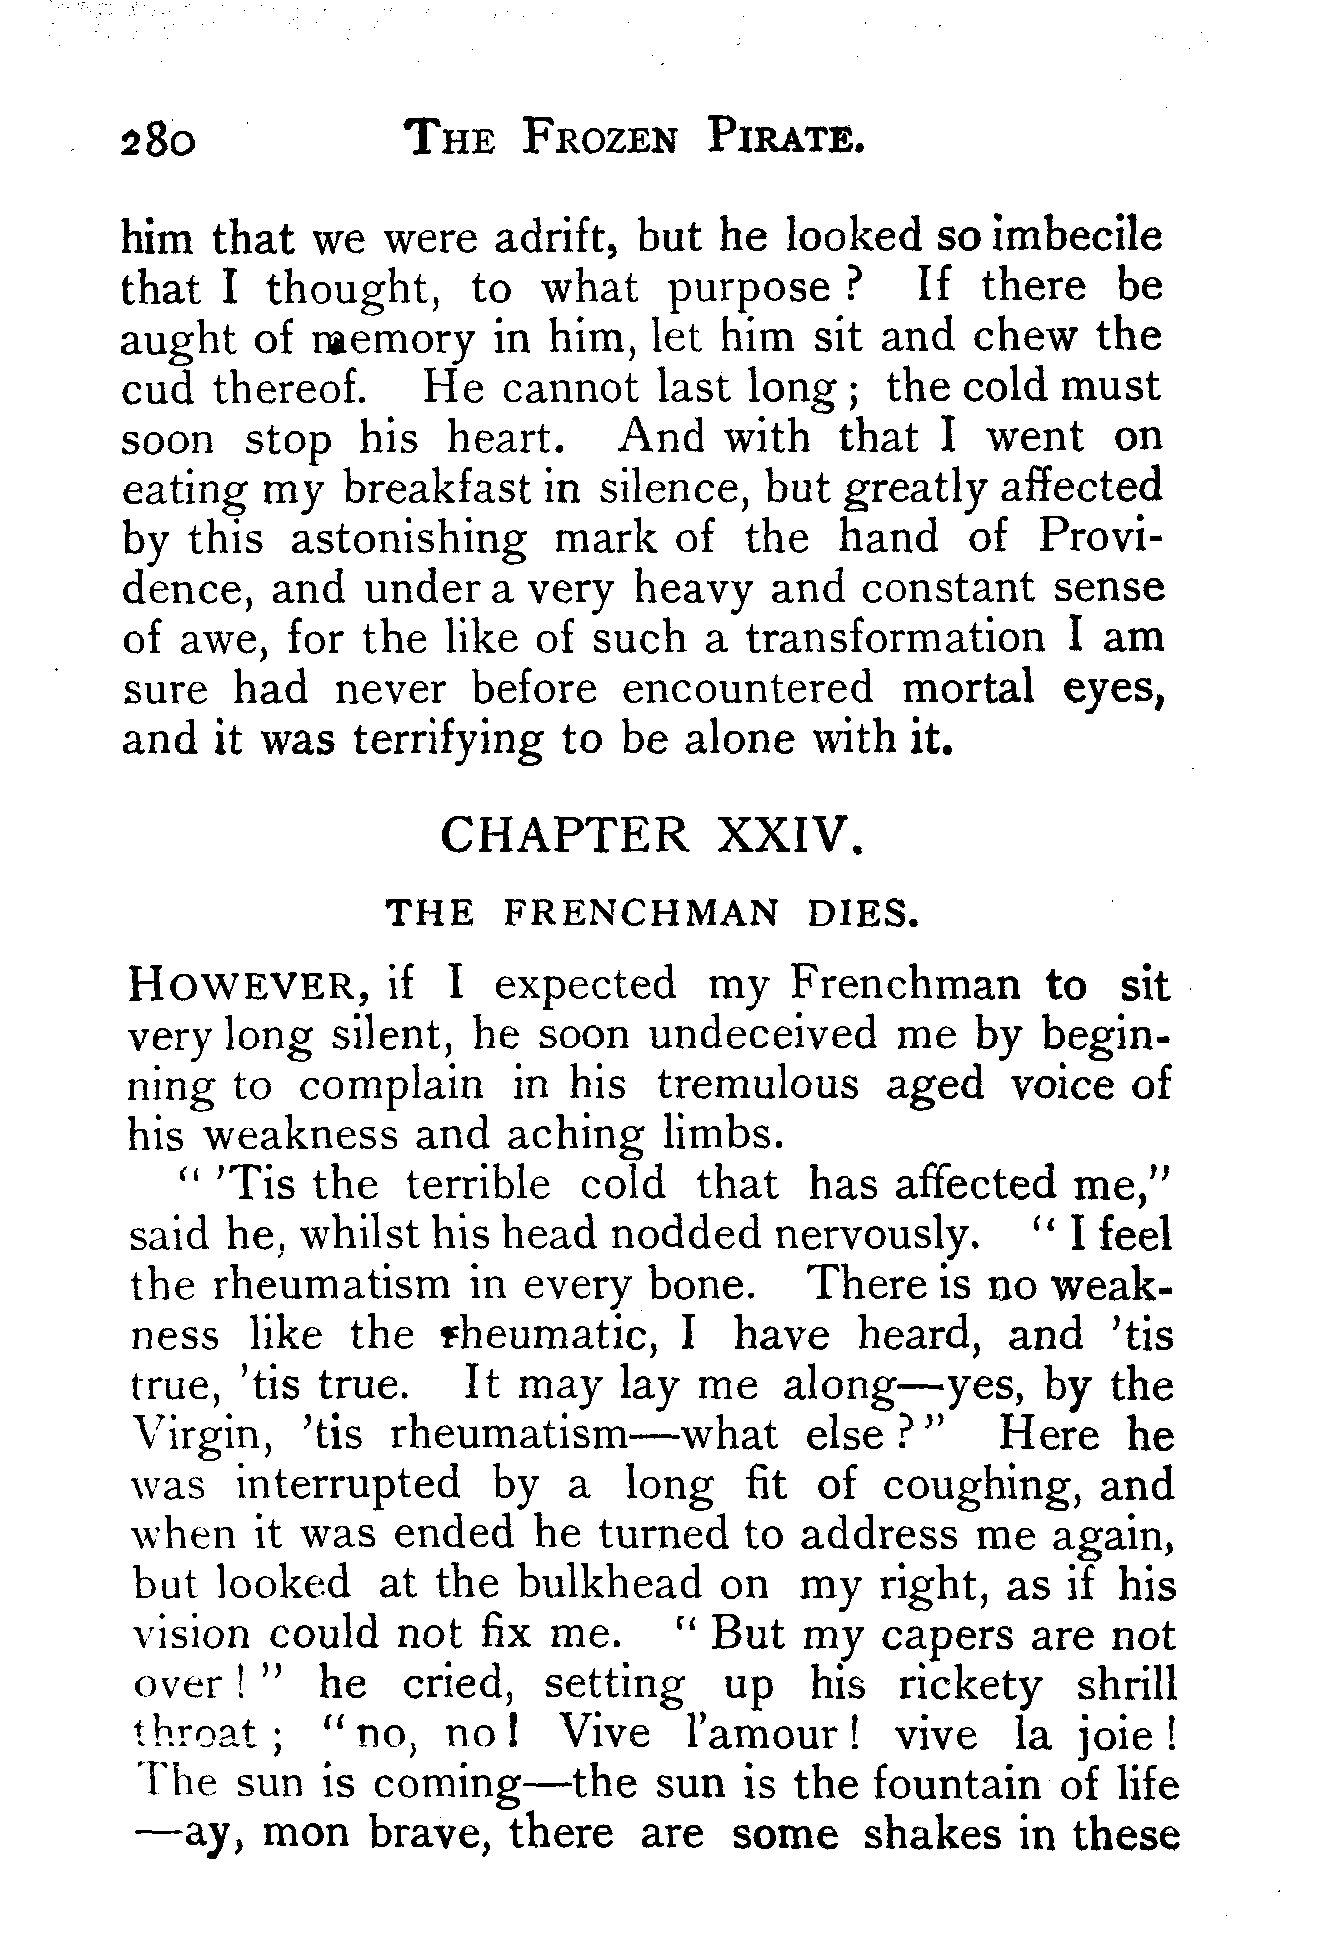 280 THE FROZEN PIRATE.
him that we were adrift, but he looked so imbecile
that I thought, to what purpose ? If there be
aught of memory in him, let him sit and chew the
cud thereof. He cannot last long ; the cold must
soon stop his heart. And with that I went on
eating my breakfast in silence, but greatly affected
by this astonishing mark of the hand of Provi-
dence, and under a very heavy and constant sense
of awe, for the like of such a transformation I am
sure had never before encountered mortal eyes,
and it was terrifying to be alone with it.
CHAPTER XXIV.
THE FRENCHMAN DIES.
HOWEVER, if I expected my Frenchman to sit
very long silent, he soon undeceived me by begin-
ning to complain in his tremulous aged voice of
his weakness and aching limbs.
" 'Tis the terrible cold that has affected me,"
said he, whilst his head nodded nervously. " I feel
the rheumatism in every bone. There is no weak-
ness like the rheumatic, I have heard, and 'tis
true, 'tis true. It may lay me along—yes, by the
Virgin, 'tis rheumatism—what else ? " Here he
was interrupted by a long fit of coughing, and
when it was ended he turned to address me again,
but looked at the bulkhead on my right, as if his
vision could not fix me. " But my capers are not
over ! " he cried, setting up his rickety shrill
throat ; " no, no ! Vive l'amour ! vive la joie !
The sun is coming—the sun is the fountain of life
—ay, mon brave, there are some shakes in these